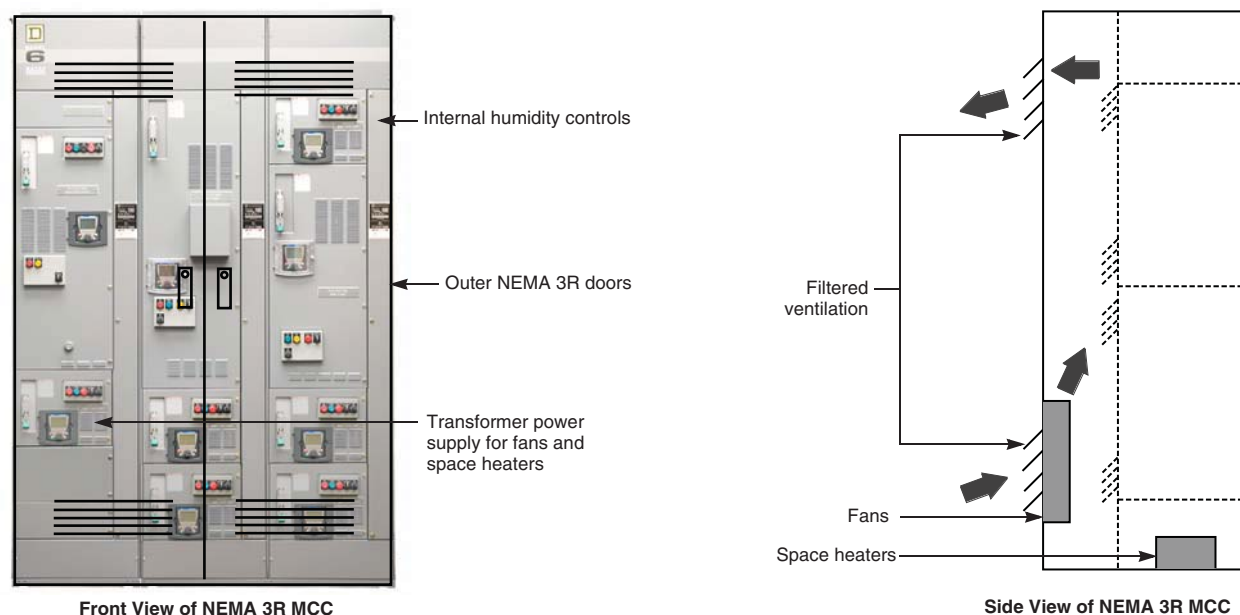 D
6
Internal humidity controls
Outer NEMA 3R doors
Transformer power
supply for fans and
space heaters
Front View of NEMA 3R MCC
Filtered
ventilation
Fans
Space heaters
Side View of NEMA 3R MCC